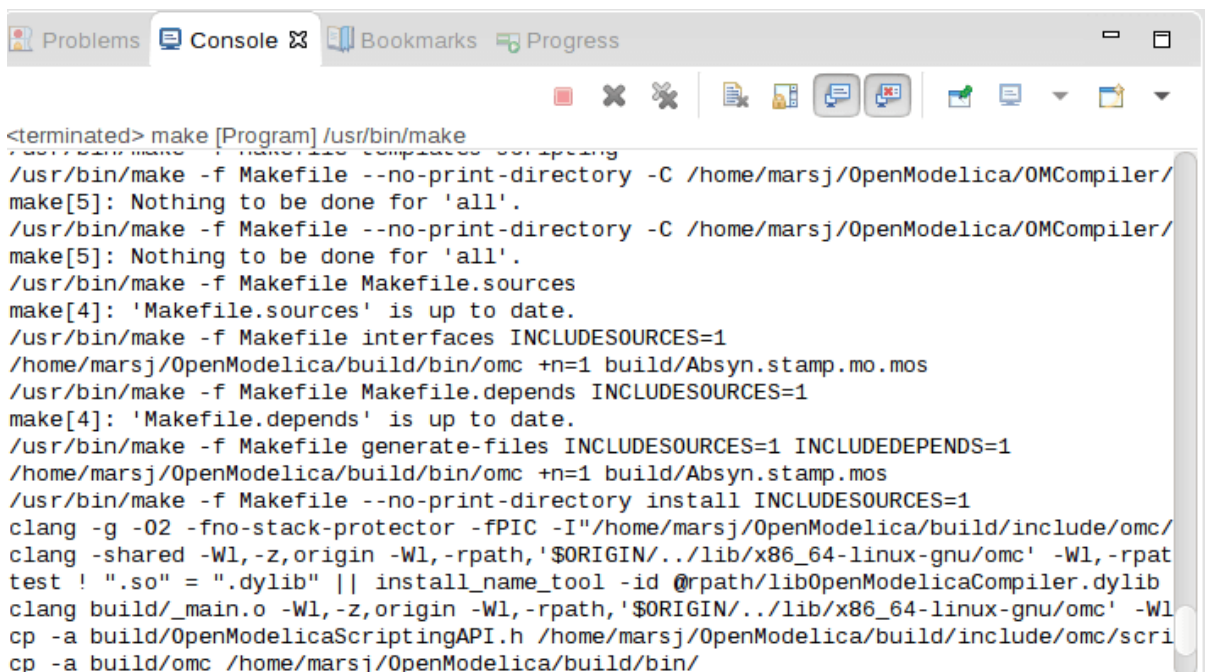 Problems Console Bookmarks Progress
<terminated> make [Program] /usr/bin/make
/usr/bin/make -f Makefile templates-scripting
/usr/bin/make -f Makefile --no-print-directory -C /home/marsj/OpenModelica/OMCompiler/
make[5]: Nothing to be done for 'all'.
/usr/bin/make -f Makefile --no-print-directory -C /home/marsj/OpenModelica/OMCompiler/
make[5]: Nothing to be done for 'all'.
/usr/bin/make -f Makefile Makefile.sources
make[4]: 'Makefile.sources' is up to date.
/usr/bin/make -f Makefile interfaces INCLUDESOURCES=1
/home/marsj/OpenModelica/build/bin/omc +n=1 build/Absyn.stamp.mo.mos
/usr/bin/make -f Makefile Makefile.depends INCLUDESOURCES=1
make[4]: 'Makefile.depends' is up to date.
/usr/bin/make -f Makefile generate-files INCLUDESOURCES=1 INCLUDEDEPENDS=1
/home/marsj/OpenModelica/build/bin/omc +n=1 build/Absyn.stamp.mos
/usr/bin/make -f Makefile --no-print-directory install INCLUDESOURCES=1
clang -g -O2 -fno-stack-protector -fPIC -I"/home/marsj/OpenModelica/build/include/omc/
clang -shared -Wl,-z,origin -Wl,-rpath,'$ORIGIN/../lib/x86_64-linux-gnu/omc' -Wl,-rpat
test ! ".so" = ".dylib" || install_name_tool -id @rpath/libOpenModelicaCompiler.dylib
clang build/_main.o -Wl,-z,origin -Wl,-rpath,'$ORIGIN/../lib/x86_64-linux-gnu/omc' -Wl
cp -a build/OpenModelicaScriptingAPI.h /home/marsj/OpenModelica/build/include/omc/scri
cp -a build/omc /home/marsj/OpenModelica/build/bin/